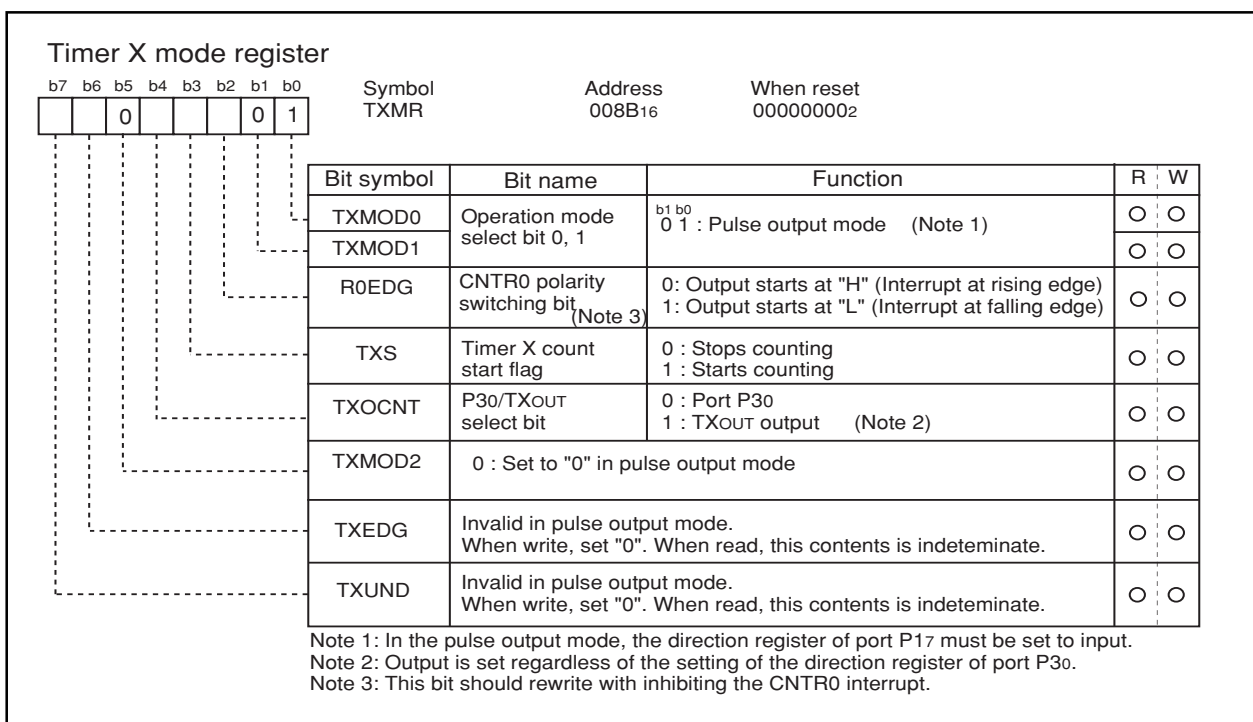 Timer X mode register
b7 b6 b5 b4 b3 b2 b1 b0
0 0 1
Symbol Address When reset
TXMR 008B16 000000002
Bit symbol Bit name Function R W
TXMOD0 Operation mode select bit 0, 1 b1 b0
0 1 : Pulse output mode (Note 1)
TXMOD1
R0EDG CNTR0 polarity 0: Output starts at "H" (Interrupt at rising edge)
switching bit (Note 3) 1: Output starts at "L" (Interrupt at falling edge)
TXS Timer X count 0 : Stops counting
start flag 1 : Starts counting
TXOCNT P30/TXOUT 0 : Port P30
select bit 1 : TXOUT output (Note 2)
TXMOD2 0 : Set to "0" in pulse output mode
TXEDG Invalid in pulse output mode.
When write, set "0". When read, this contents is indeteminate.
TXUND Invalid in pulse output mode.
When write, set "0". When read, this contents is indeteminate.
Note 1: In the pulse output mode, the direction register of port P17 must be set to input.
Note 2: Output is set regardless of the setting of the direction register of port P30.
Note 3: This bit should rewrite with inhibiting the CNTR0 interrupt.